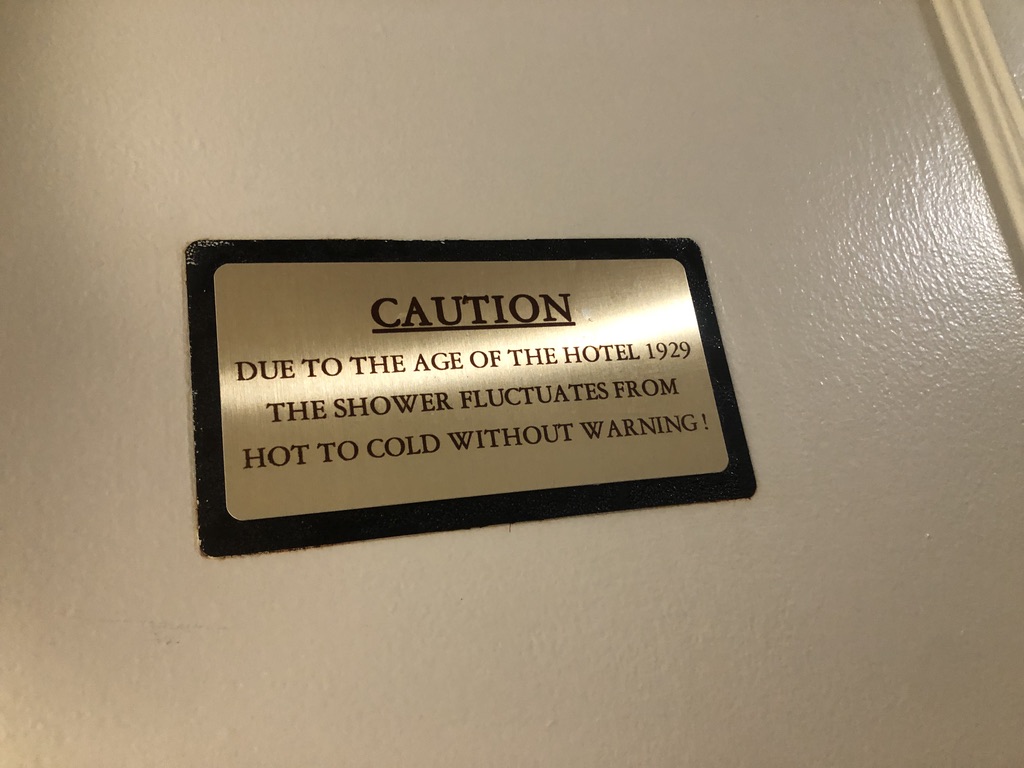 CAUTION
DUE TO THE AGE OF THE HOTEL 1929
THE SHOWER FLUCTUATES FROM
HOT TO COLD WITHOUT WARNING !